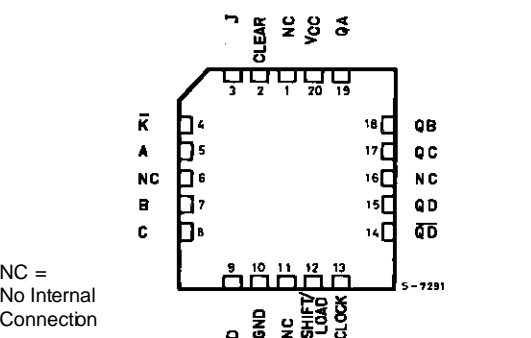 J
CLEAR
NC
VCC
QA
3 2 1 20 19
K̅ 4
A 5
NC 6
B 7
C 8
18 QB
17 QC
16 NC
15 QD
14 Q̅D̅
9 10 11 12 13
D
GND
NC
SHIFT/
LOAD
CLOCK
S-7291
NC =
No Internal
Connection